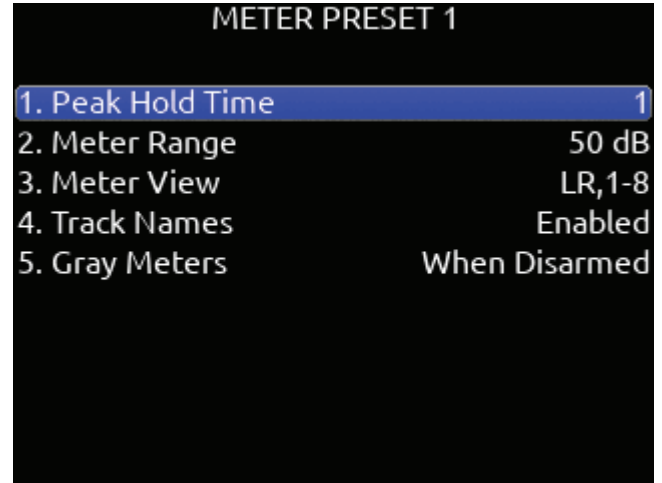 METER PRESET 1
1. Peak Hold Time 1
2. Meter Range 50 dB
3. Meter View LR,1-8
4. Track Names Enabled
5. Gray Meters When Disarmed